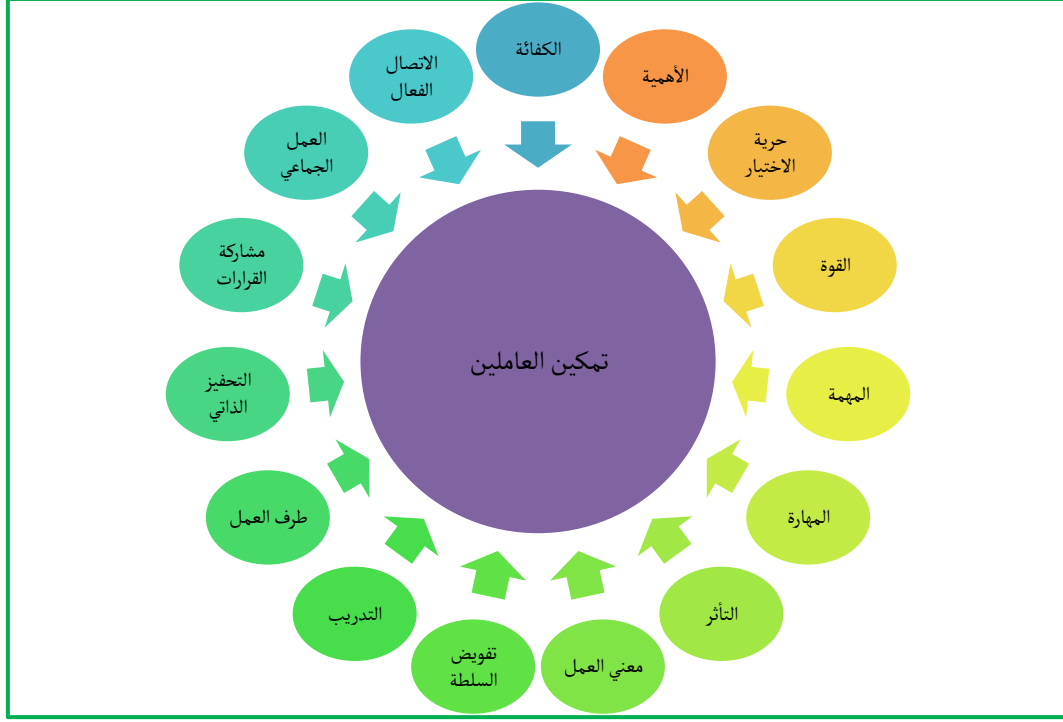 الكفائة
الأهمية
حرية
الاختيار
القوة
المهمة
المهارة
التأثر
معني العمل
تفويض
السلطة
التدريب
طرف العمل
التحفيز
الذاتي
مشاركة
القرارات
العمل
الجماعي
الاتصال
الفعال
تمكين العاملين